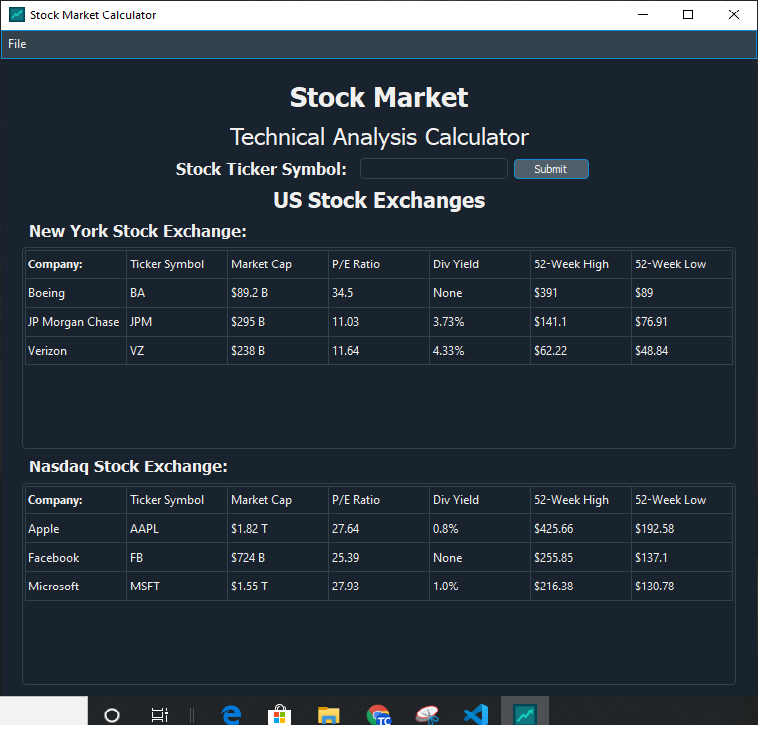 Stock Market Calculator
File
Stock Market
Technical Analysis Calculator
Stock Ticker Symbol: Submit
US Stock Exchanges
New York Stock Exchange:
Company: Ticker Symbol Market Cap P/E Ratio Div Yield 52-Week High 52-Week Low
Boeing BA $89.2 B 34.5 None $391 $89
JP Morgan Chase JPM $295 B 11.03 3.73% $141.1 $76.91
Verizon VZ $238 B 11.64 4.33% $62.22 $48.84
Nasdaq Stock Exchange:
Company: Ticker Symbol Market Cap P/E Ratio Div Yield 52-Week High 52-Week Low
Apple AAPL $1.82 T 27.64 0.8% $425.66 $192.58
Facebook FB $724 B 25.39 None $255.85 $137.1
Microsoft MSFT $1.55 T 27.93 1.0% $216.38 $130.78
TC